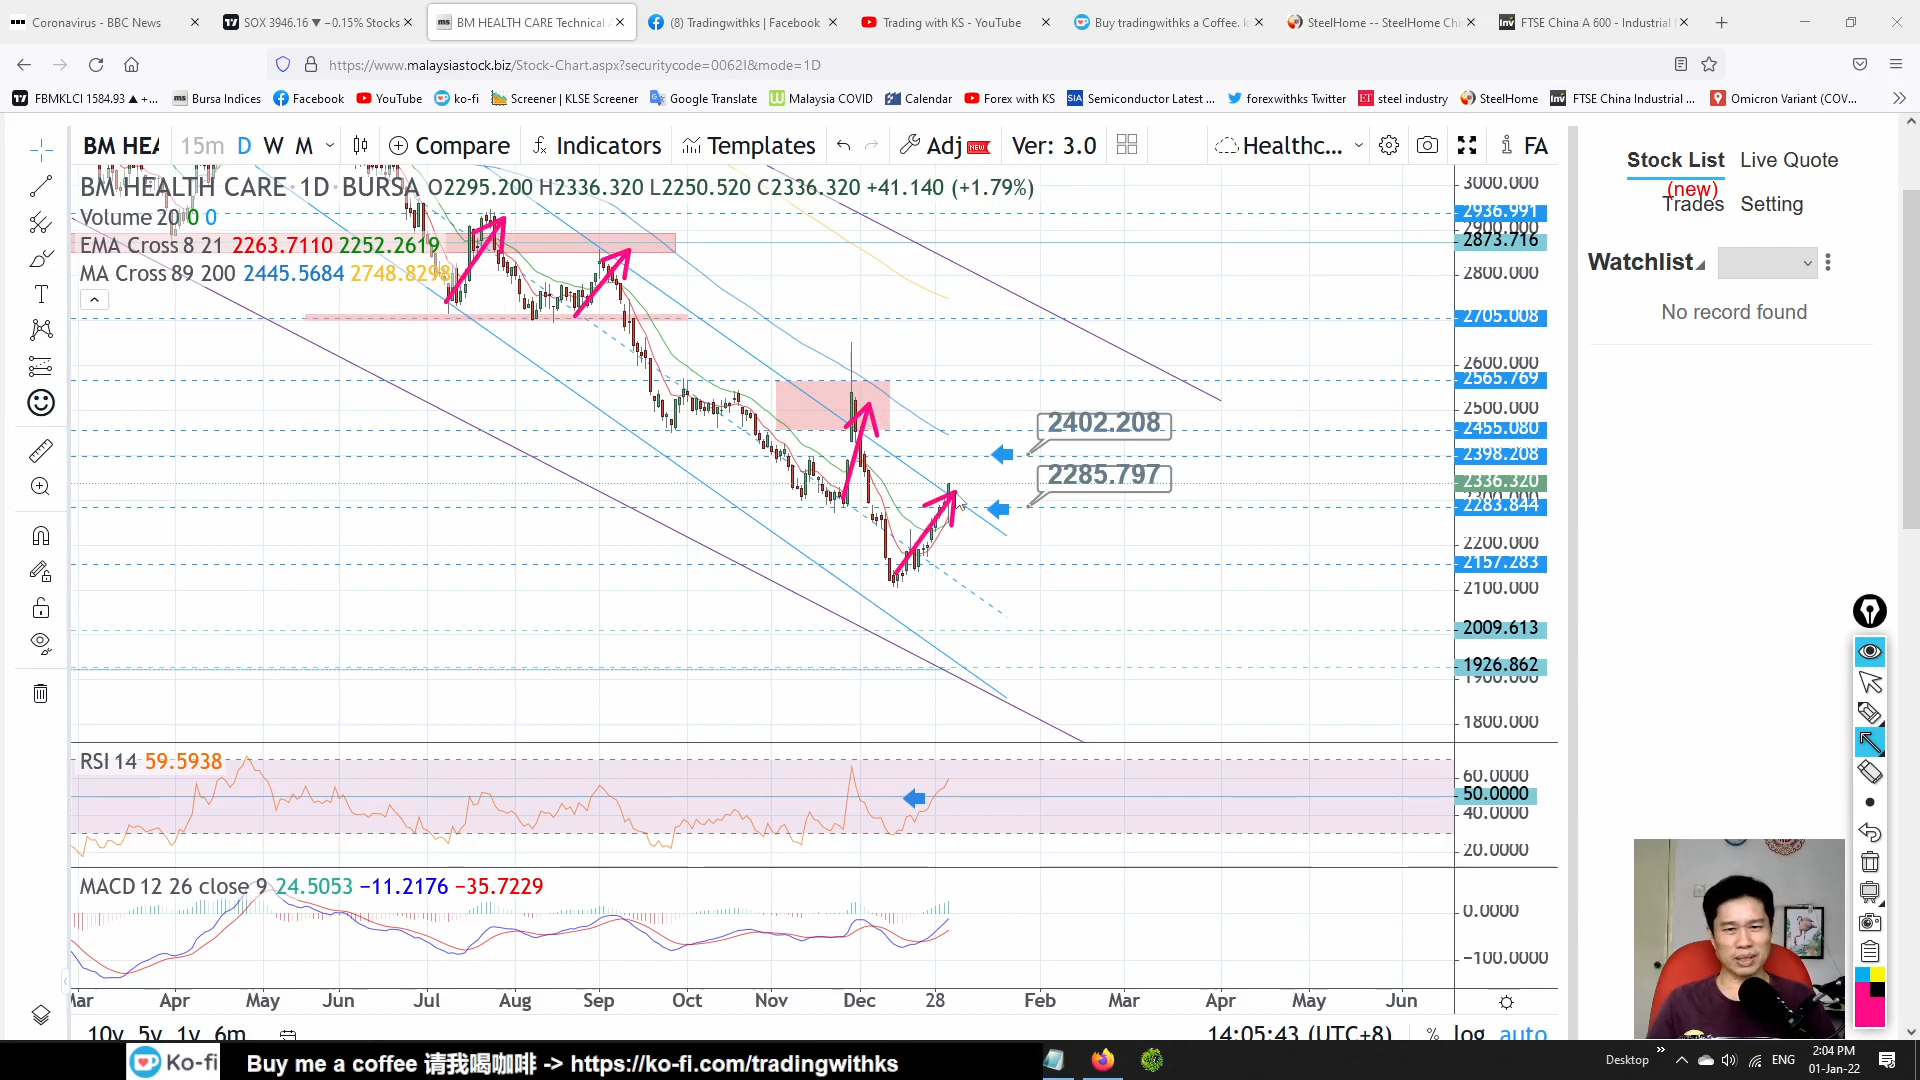 Coronavirus - BBC News
SOX 3946.16 ▼ −0.15% Stocks
BM HEALTH CARE Technical
(8) Tradingwithks | Facebook
Trading with KS - YouTube
Buy tradingwithks a Coffee.
SteelHome -- SteelHome Chi
FTSE China A 600 - Industrial
https://www.malaysiastock.biz/Stock-Chart.aspx?securitycode=0062I&mode=1D
FBMKLCI 1584.93 ▲ +...
Bursa Indices
Facebook
YouTube
ko-fi
Screener | KLSE Screener
Google Translate
Malaysia COVID
Calendar
Forex with KS
SIA Semiconductor Latest ...
forexwithks Twitter
steel industry
SteelHome
FTSE China Industrial ...
Omicron Variant (COV...
BM HEA
15m D W M
Compare
Indicators
Templates
Adj NEW
Ver: 3.0
Healthc...
FA
BM HEALTH CARE · 1D · BURSA O2295.200 H2336.320 L2250.520 C2336.320 +41.140 (+1.79%)
Volume 20 0 0
EMA Cross 8 21 2263.7110 2252.2619
MA Cross 89 200 2445.5684 2748.8298
3000.000
2936.991
2900.000
2873.716
2800.000
2705.008
2600.000
2565.769
2500.000
2455.080
2398.208
2336.320
2300.000
2283.844
2200.000
2157.283
2100.000
2009.613
1926.862
1900.000
1800.000
2402.208
2285.797
RSI 14 59.5938
60.0000
50.0000
40.0000
20.0000
MACD 12 26 close 9 24.5053 −11.2176 −35.7229
0.0000
−100.0000
Mar Apr May Jun Jul Aug Sep Oct Nov Dec 28 Feb Mar Apr May Jun
10y 5y 1y 6m
14:05:43 (UTC+8) % log auto
Stock List Live Quote
(new)
Trades Setting
Watchlist
No record found
Ko-fi
Buy me a coffee 请我喝咖啡 -> https://ko-fi.com/tradingwithks
Desktop
ENG
2:04 PM
01-Jan-22